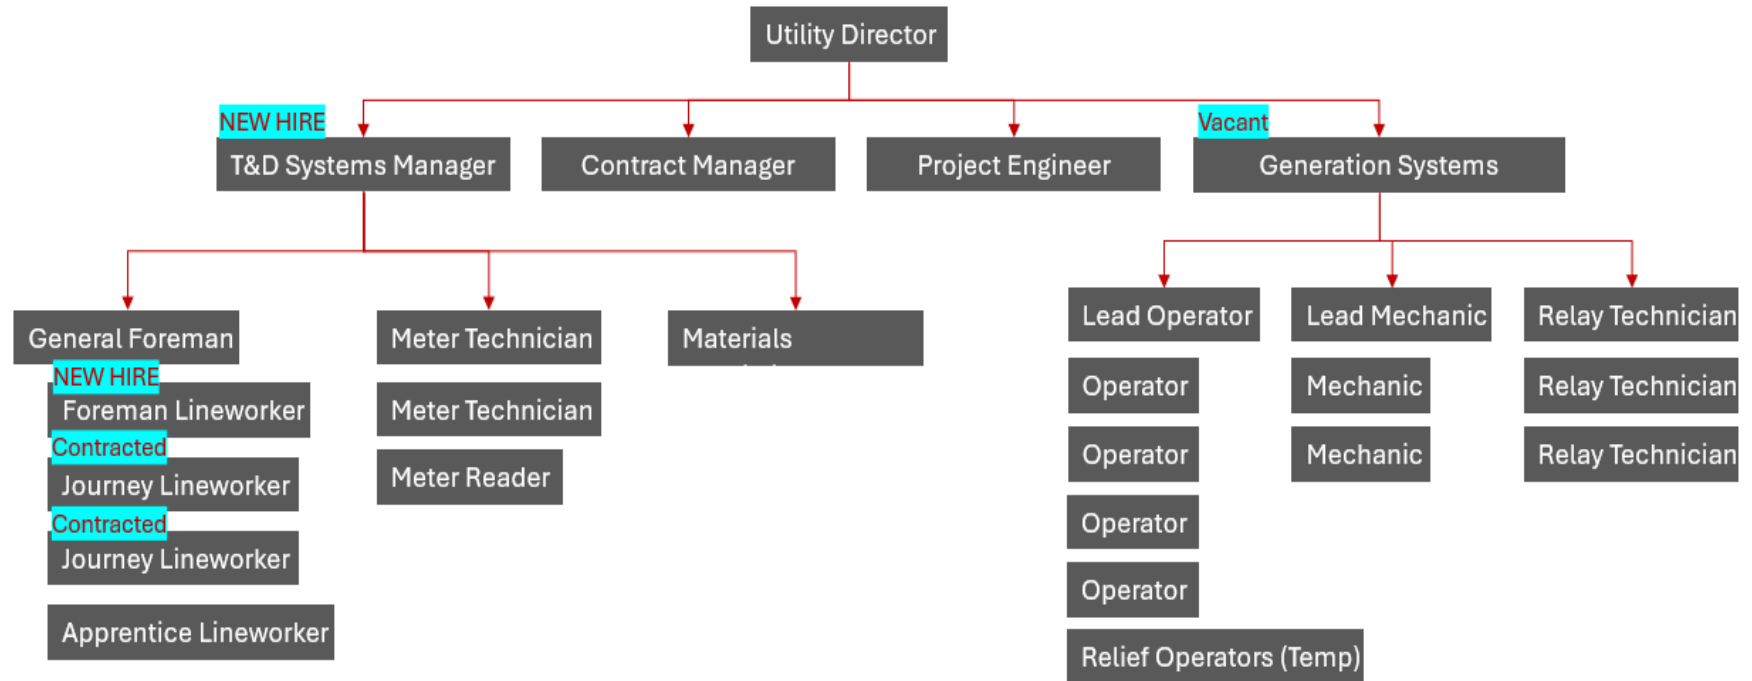 Utility Director
NEW HIRE
T&D Systems Manager
Contract Manager
Project Engineer
Vacant
Generation Systems
General Foreman
NEW HIRE
Foreman Lineworker
Contracted
Journey Lineworker
Contracted
Journey Lineworker
Apprentice Lineworker
Meter Technician
Meter Technician
Meter Reader
Materials
Lead Operator
Operator
Operator
Operator
Operator
Relief Operators (Temp)
Lead Mechanic
Mechanic
Mechanic
Relay Technician
Relay Technician
Relay Technician